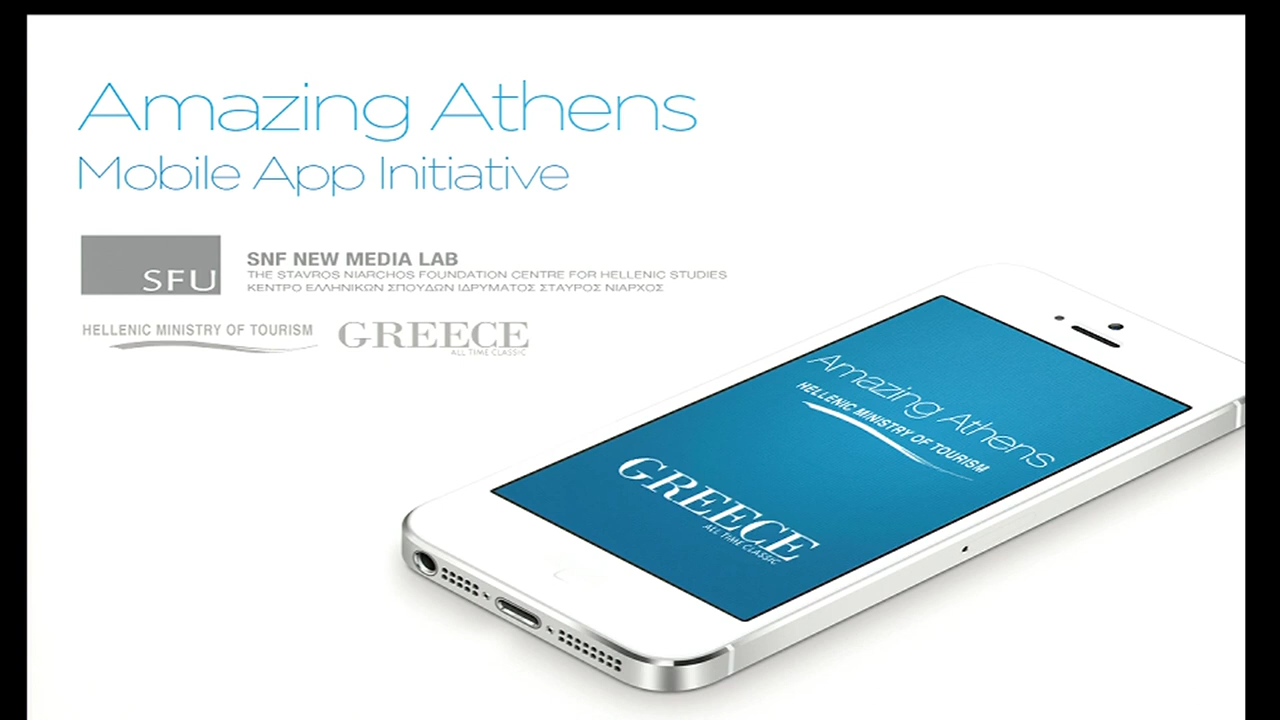 Amazing Athens
Mobile App Initiative
SFU
SNF NEW MEDIA LAB
THE STAVROS NIARCHOS FOUNDATION CENTRE FOR HELLENIC STUDIES
ΚΕΝΤΡΟ ΕΛΛΗΝΙΚΩΝ ΣΠΟΥΔΩΝ ΙΔΡΥΜΑΤΟΣ ΣΤΑΥΡΟΣ ΝΙΑΡΧΟΣ
HELLENIC MINISTRY OF TOURISM
GREECE
ALL TIME CLASSIC
Amazing Athens
HELLENIC MINISTRY OF TOURISM
GREECE
ALL TIME CLASSIC